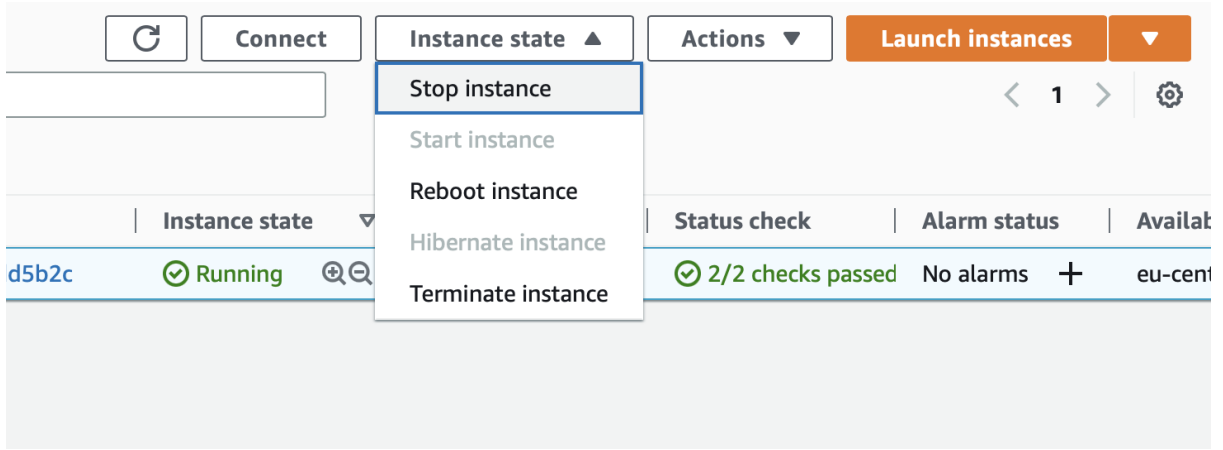 Connect Instance state Actions Launch instances
Stop instance
1
Start instance
Reboot instance
Instance state Status check Alarm status Availab
Hibernate instance
d5b2c Running 2/2 checks passed No alarms eu-cent
Terminate instance